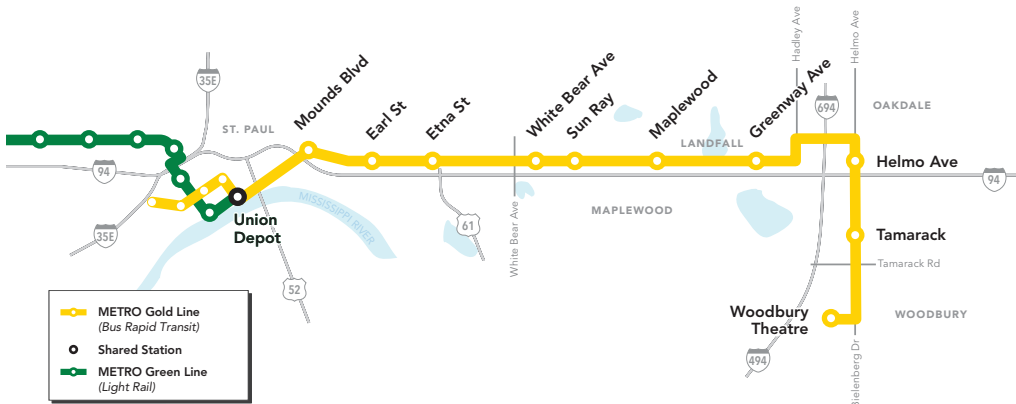 Mounds Blvd
Earl St
Etna St
White Bear Ave
Sun Ray
Maplewood
Greenway Ave
Hadley Ave
Helmo Ave
35E
694
OAKDALE
ST. PAUL
LANDFALL
Helmo Ave
94
94
MISSISSIPPI RIVER
MAPLEWOOD
Union
Depot
35E
61
White Bear Ave
Tamarack
Tamarack Rd
52
METRO Gold Line
(Bus Rapid Transit)
Shared Station
METRO Green Line
(Light Rail)
Woodbury
Theatre
WOODBURY
494
Bielenberg Dr